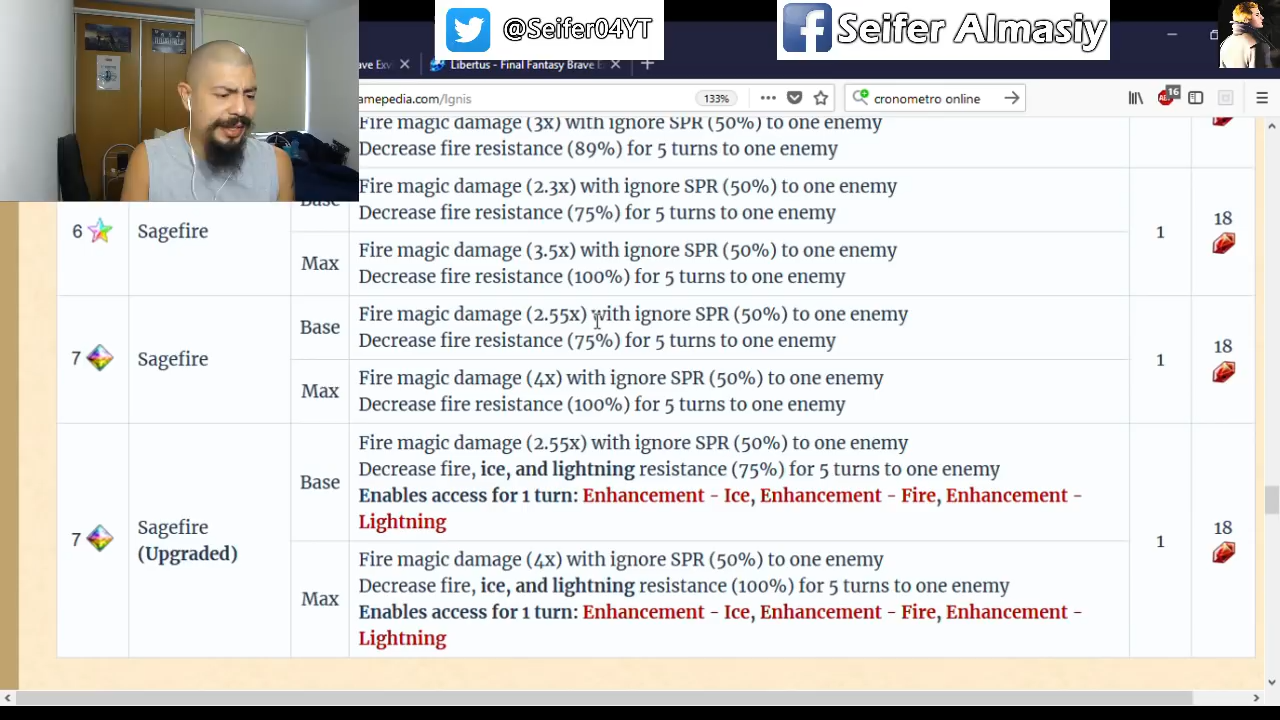 @Seifer04YT
Seifer Almasiy
ave Exv
Libertus - Final Fantasy Brave E
amepedia.com/Ignis
133%
cronometro online
16
Fire magic damage (3x) with ignore SPR (50%) to one enemy
Decrease fire resistance (89%) for 5 turns to one enemy
6
Sagefire
Base
Fire magic damage (2.3x) with ignore SPR (50%) to one enemy
Decrease fire resistance (75%) for 5 turns to one enemy
Max
Fire magic damage (3.5x) with ignore SPR (50%) to one enemy
Decrease fire resistance (100%) for 5 turns to one enemy
1
18
7
Sagefire
Base
Fire magic damage (2.55x) with ignore SPR (50%) to one enemy
Decrease fire resistance (75%) for 5 turns to one enemy
Max
Fire magic damage (4x) with ignore SPR (50%) to one enemy
Decrease fire resistance (100%) for 5 turns to one enemy
1
18
7
Sagefire
(Upgraded)
Base
Fire magic damage (2.55x) with ignore SPR (50%) to one enemy
Decrease fire, ice, and lightning resistance (75%) for 5 turns to one enemy
Enables access for 1 turn: Enhancement - Ice, Enhancement - Fire, Enhancement -
Lightning
Max
Fire magic damage (4x) with ignore SPR (50%) to one enemy
Decrease fire, ice, and lightning resistance (100%) for 5 turns to one enemy
Enables access for 1 turn: Enhancement - Ice, Enhancement - Fire, Enhancement -
Lightning
1
18